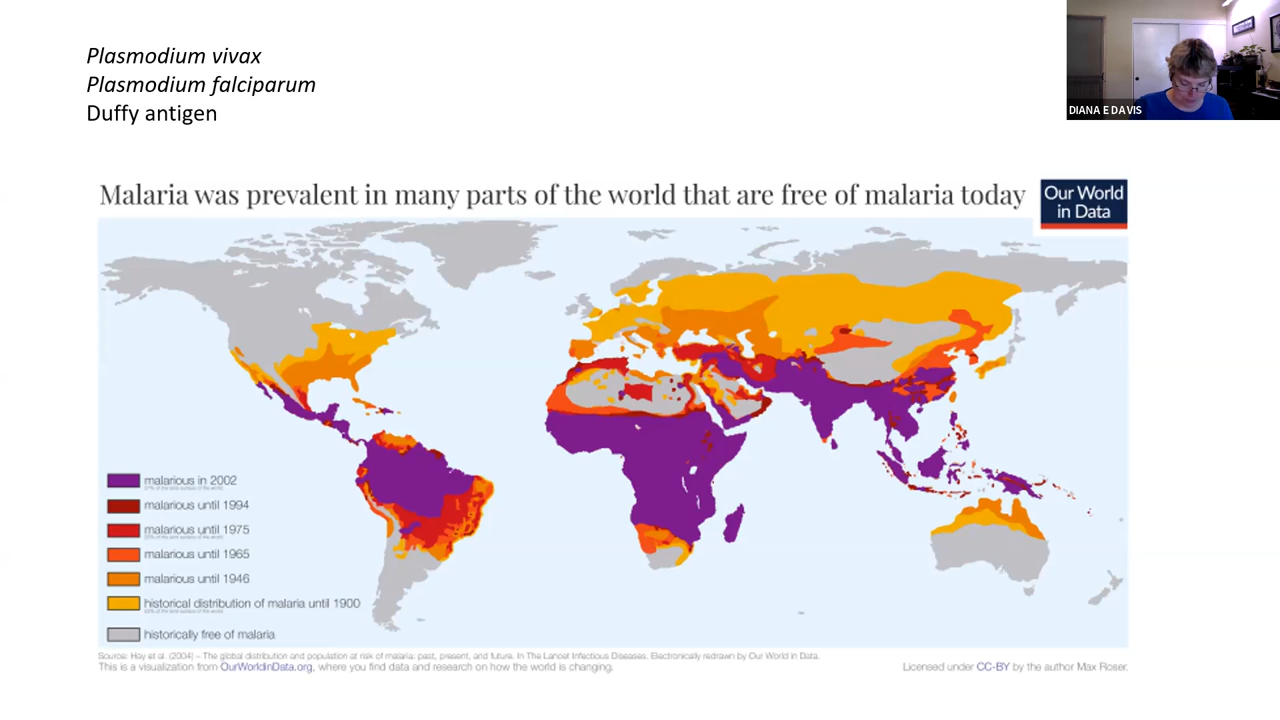 Plasmodium vivax
Plasmodium falciparum
Duffy antigen
DIANA E DAVIS
Malaria was prevalent in many parts of the world that are free of malaria today
Our World
in Data
malarious in 2002
malarious until 1994
malarious until 1975
malarious until 1965
malarious until 1946
historical distribution of malaria until 1900
historically free of malaria
Source: Hay et al. (2004) – The global distribution and population at risk of malaria: past, present, and future. In The Lancet Infectious Diseases. Electronically redrawn by Our World in Data.
This is a visualization from OurWorldinData.org, where you find data and research on how the world is changing.
Licensed under CC-BY by the author Max Roser.